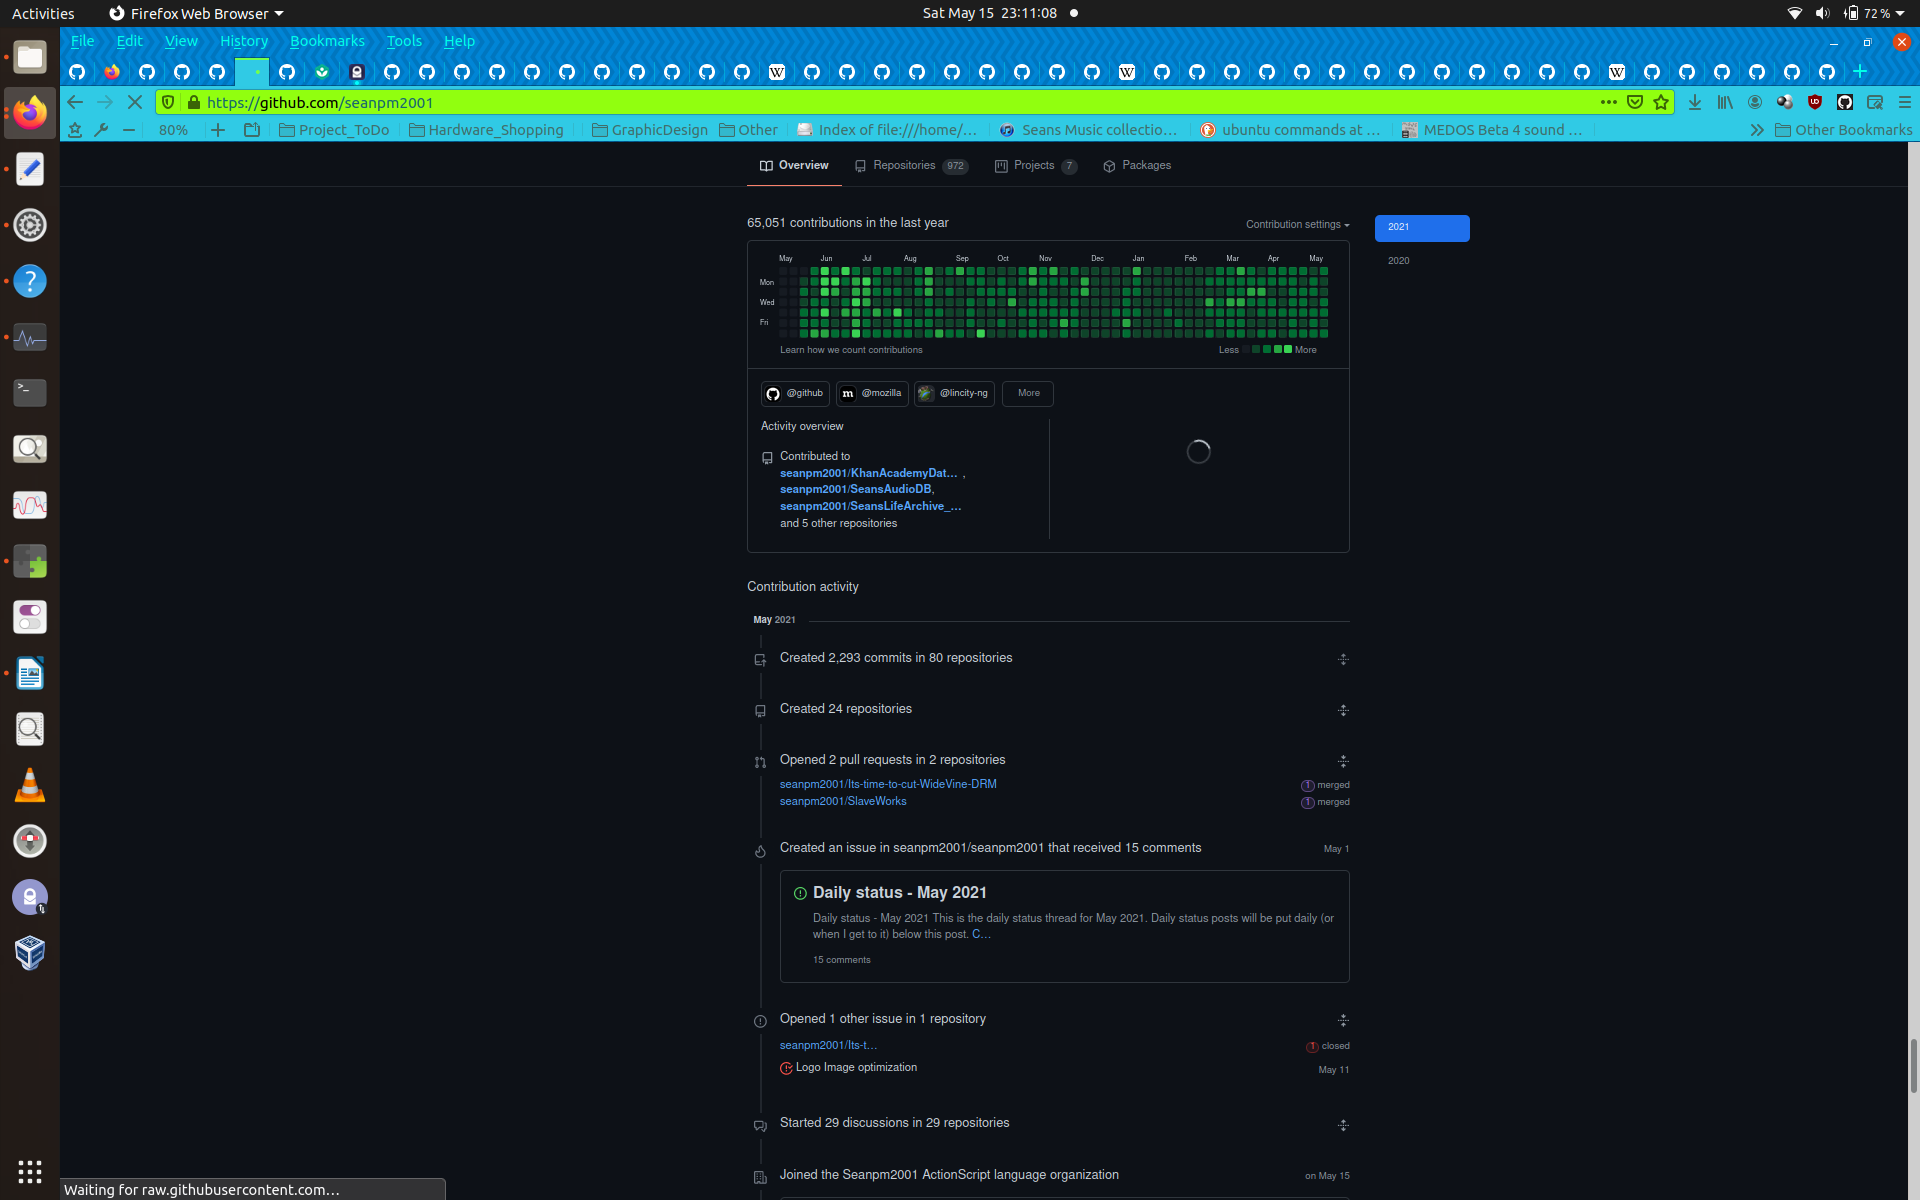 Activities
Firefox Web Browser
Sat May 15 23:11:08
72 %
File Edit View History Bookmarks Tools Help
https://github.com/seanpm2001
80%
Project_ToDo
Hardware_Shopping
GraphicDesign
Other
Index of file:///home/...
Seans Music collectio...
ubuntu commands at ...
MEDOS Beta 4 sound ...
Other Bookmarks
Overview
Repositories 972
Projects 7
Packages
65,051 contributions in the last year
Contribution settings
2021
2020
May Jun Jul Aug Sep Oct Nov Dec Jan Feb Mar Apr May
Mon
Wed
Fri
Learn how we count contributions
Less
More
@github
m @mozilla
@lincity-ng
More
Activity overview
Contributed to
seanpm2001/KhanAcademyDat... ,
seanpm2001/SeansAudioDB,
seanpm2001/SeansLifeArchive_...
and 5 other repositories
Contribution activity
May 2021
Created 2,293 commits in 80 repositories
Created 24 repositories
Opened 2 pull requests in 2 repositories
seanpm2001/Its-time-to-cut-WideVine-DRM 1 merged
seanpm2001/SlaveWorks 1 merged
Created an issue in seanpm2001/seanpm2001 that received 15 comments May 1
Daily status - May 2021
Daily status - May 2021 This is the daily status thread for May 2021. Daily status posts will be put daily (or
when I get to it) below this post. C...
15 comments
Opened 1 other issue in 1 repository
seanpm2001/Its-t... 1 closed
Logo Image optimization May 11
Started 29 discussions in 29 repositories
Joined the Seanpm2001 ActionScript language organization on May 15
Waiting for raw.githubusercontent.com...